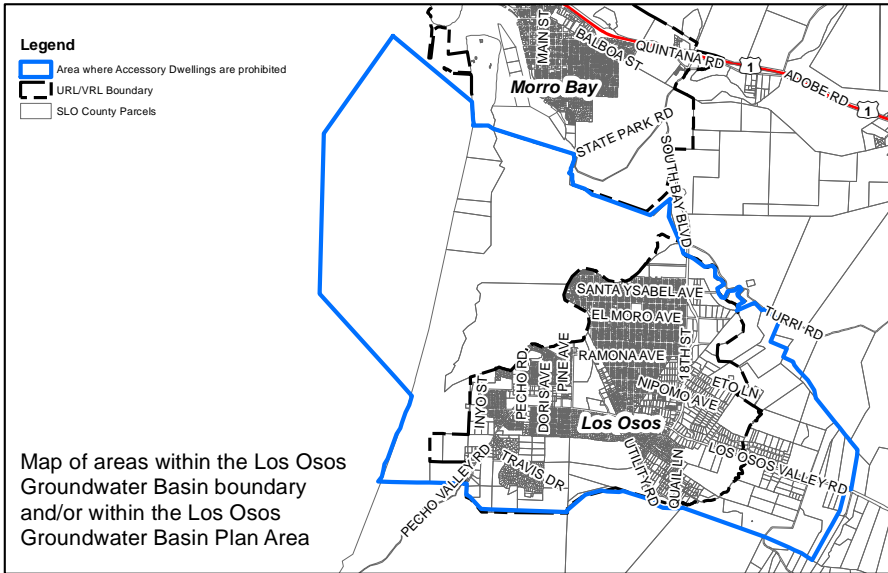 Legend
Area where Accessory Dwellings are prohibited
URL/VRL Boundary
SLO County Parcels
MAIN ST
BALBOA ST
QUINTANA RD
1
ADOBE RD
1
Morro Bay
STATE PARK RD
SOUTH BAY BLVD
SANTA YSABEL AVE
TURRI RD
EL MORO AVE
RAMONA AVE
18TH ST
PINE AVE
DORIS AVE
PECHO RD
INYO ST
NIPOMO AVE
ETO LN
Los Osos
LOS OSOS VALLEY RD
UTILITY RD
QUAIL LN
TRAVIS DR
PECHO VALLEY RD
Map of areas within the Los Osos
Groundwater Basin boundary
and/or within the Los Osos
Groundwater Basin Plan Area